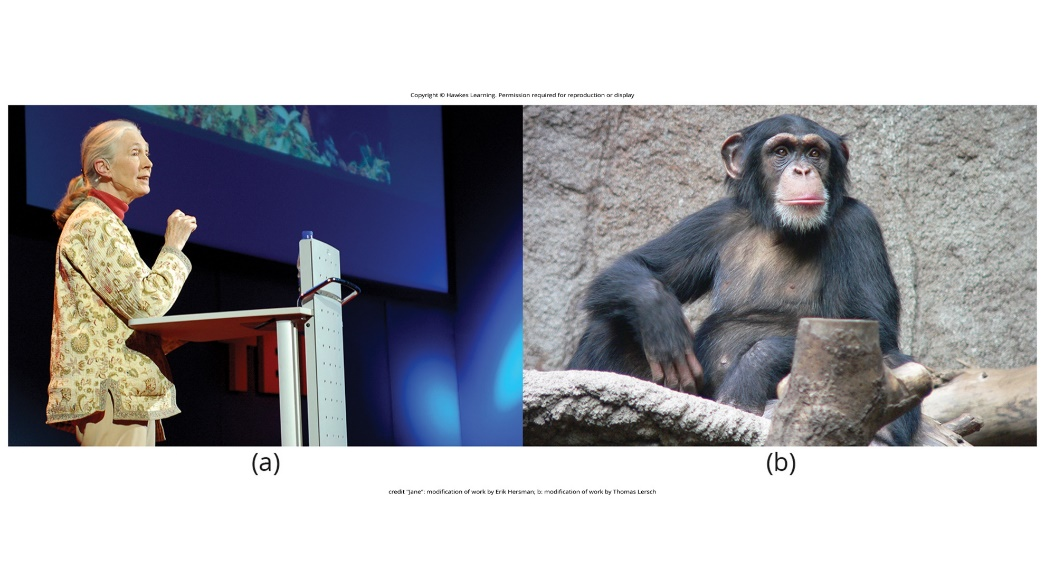 Copyright © Hawkes Learning. Permission required for reproduction or display
(a)
(b)
credit "Jane": modification of work by Erik Hersman, b: modification of work by Thomas Lersch